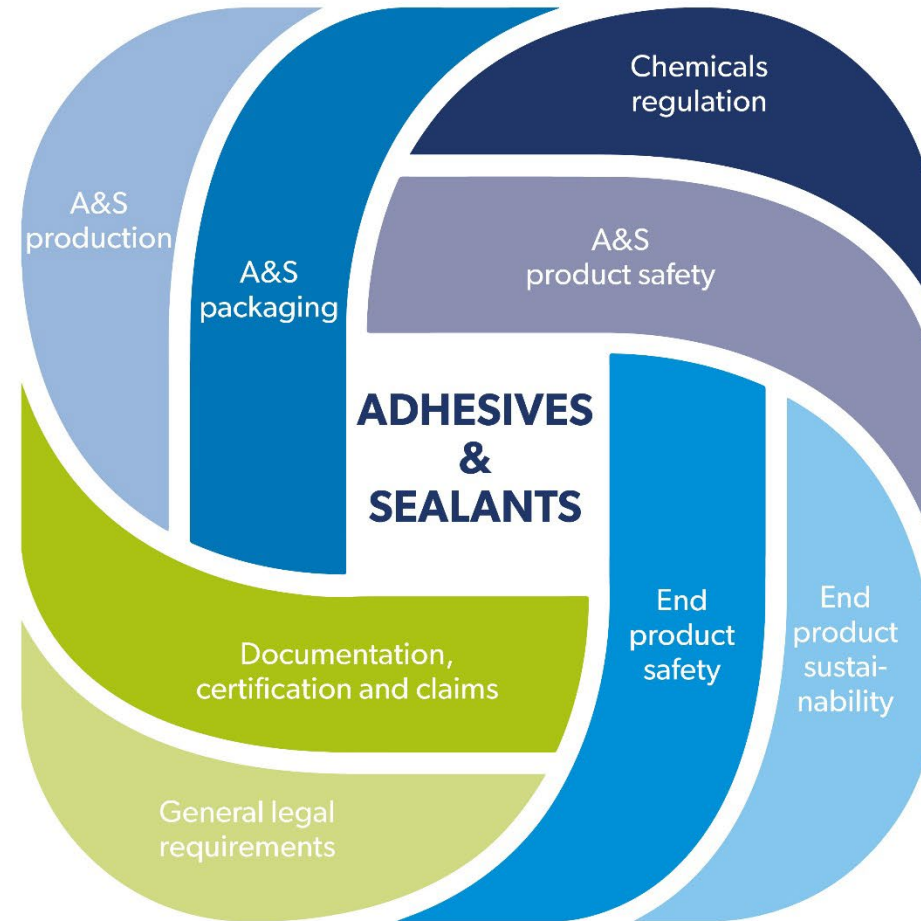 Chemicals
regulation
A&S
production
A&S
packaging
A&S
product safety
ADHESIVES
&
SEALANTS
End
product
safety
End
product
sustai-
nability
Documentation,
certification and claims
General legal
requirements